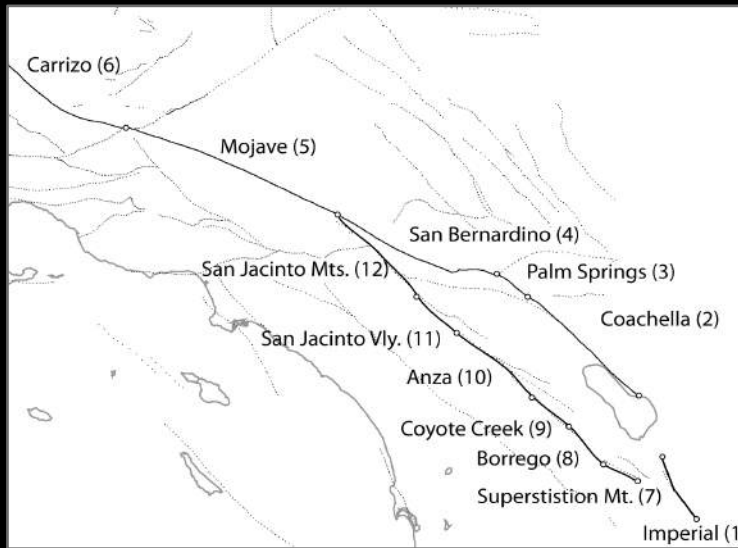 Carrizo (6)
Mojave (5)
San Bernardino (4)
San Jacinto Mts. (12)
Palm Springs (3)
Coachella (2)
San Jacinto Vly. (11)
Anza (10)
Coyote Creek (9)
Borrego (8)
Superstistion Mt. (7)
Imperial (1